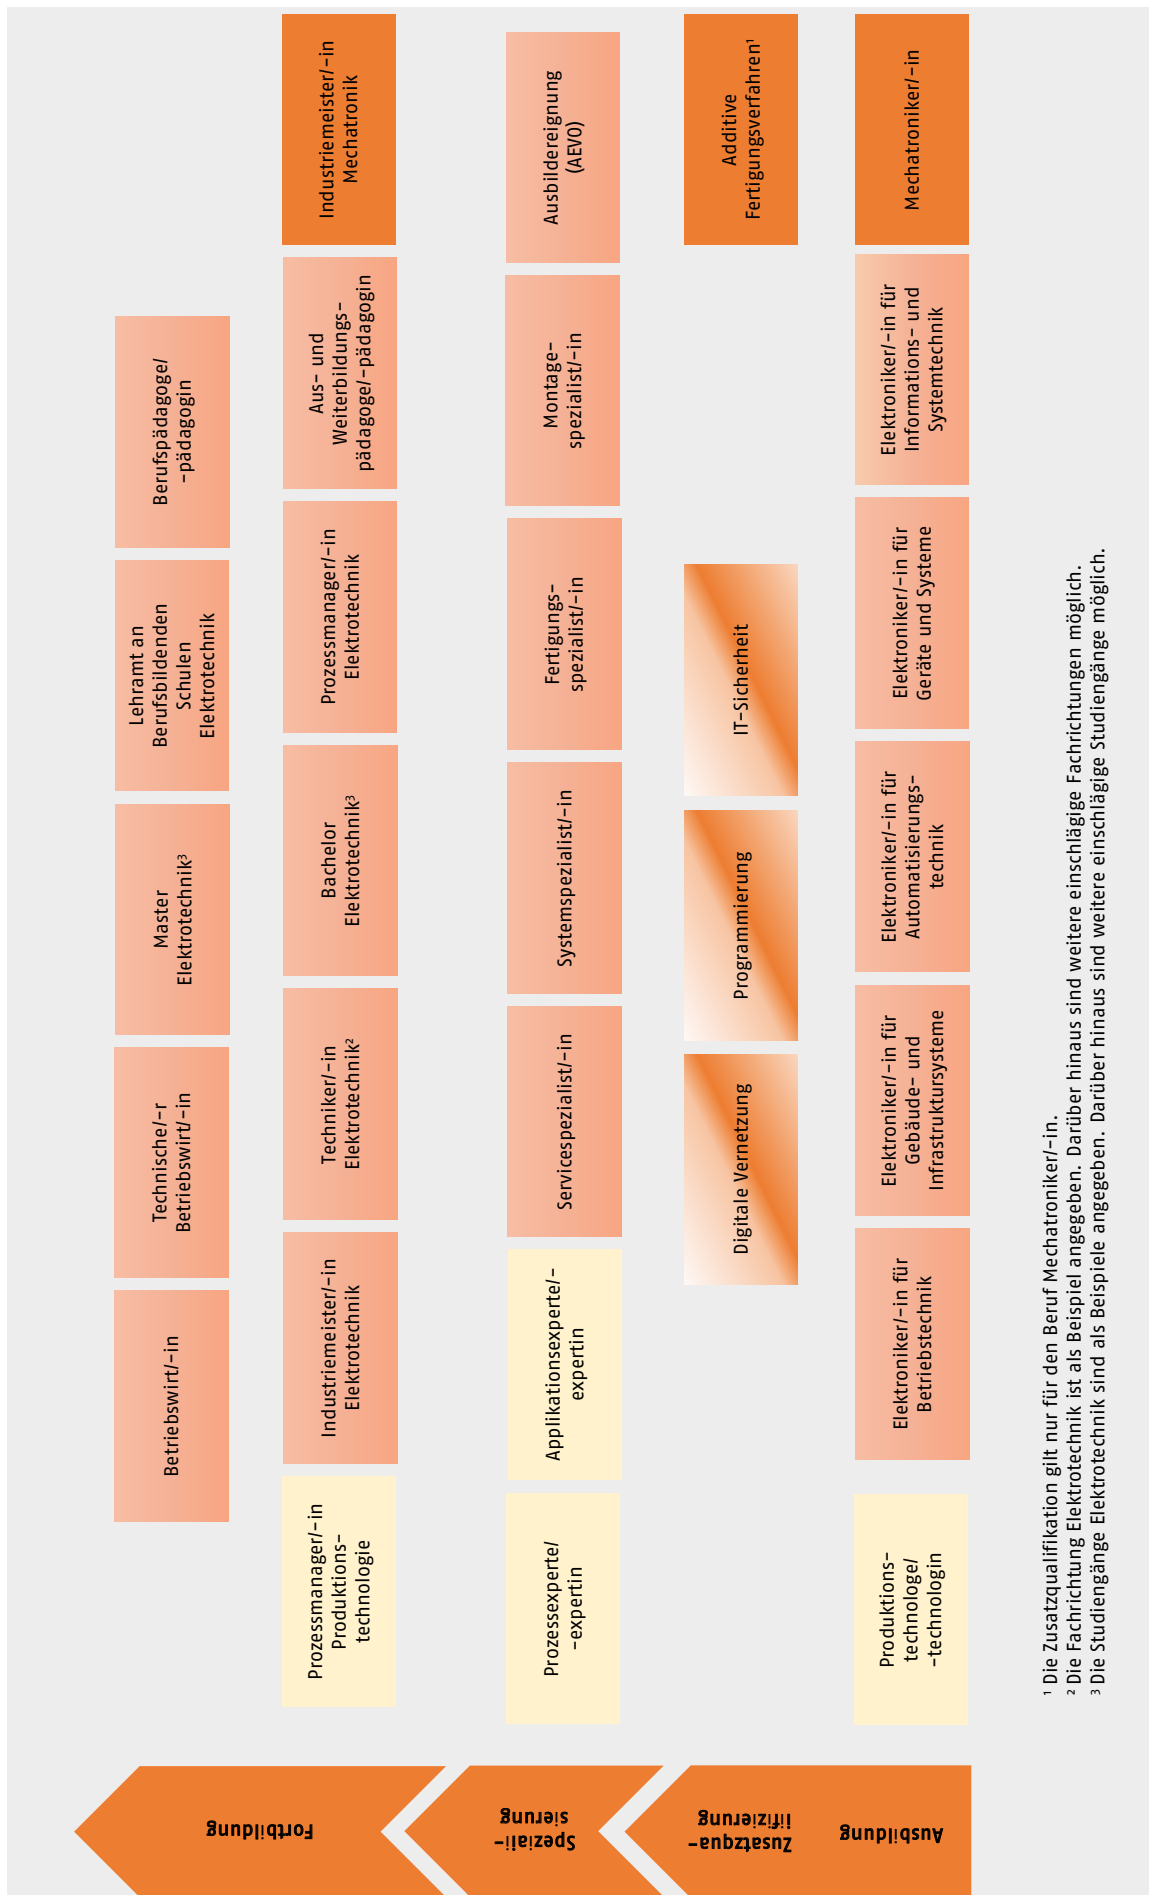 Fortbildung
Betriebswirt/-in
Technische/-r
Betriebswirt/-in
Master
Elektrotechnik³
Lehramt an
Berufsbildenden
Schulen
Elektrotechnik
Berufspädagoge/
-pädagogin
Prozessmanager/-in
Produktions-
technologie
Industriemeister/-in
Elektrotechnik
Techniker/-in
Elektrotechnik²
Bachelor
Elektrotechnik³
Prozessmanager/-in
Elektrotechnik
Aus- und
Weiterbildungs-
pädagoge/-pädagogin
Industriemeister/-in
Mechatronik
Speziali-
sierung
Prozessexperte/
-expertin
Applikationsexperte/-
expertin
Servicespezialist/-in
Systemspezialist/-in
Fertigungs-
spezialist/-in
Montage-
spezialist/-in
Ausbildereignung
(AEVO)
Zusatzqua-
lifizierung
Digitale Vernetzung
Programmierung
IT-Sicherheit
Additive
Fertigungsverfahren¹
Ausbildung
Produktions-
technologe/
-technologin
Elektroniker/-in für
Betriebstechnik
Elektroniker/-in für
Gebäude- und
Infrastruktursysteme
Elektroniker/-in für
Automatisierungs-
technik
Elektroniker/-in für
Geräte und Systeme
Elektroniker/-in für
Informations- und
Systemtechnik
Mechatroniker/-in
¹ Die Zusatzqualifikation gilt nur für den Beruf Mechatroniker/-in.
² Die Fachrichtung Elektrotechnik ist als Beispiel angegeben. Darüber hinaus sind weitere einschlägige Fachrichtungen möglich.
³ Die Studiengänge Elektrotechnik sind als Beispiele angegeben. Darüber hinaus sind weitere einschlägige Studiengänge möglich.